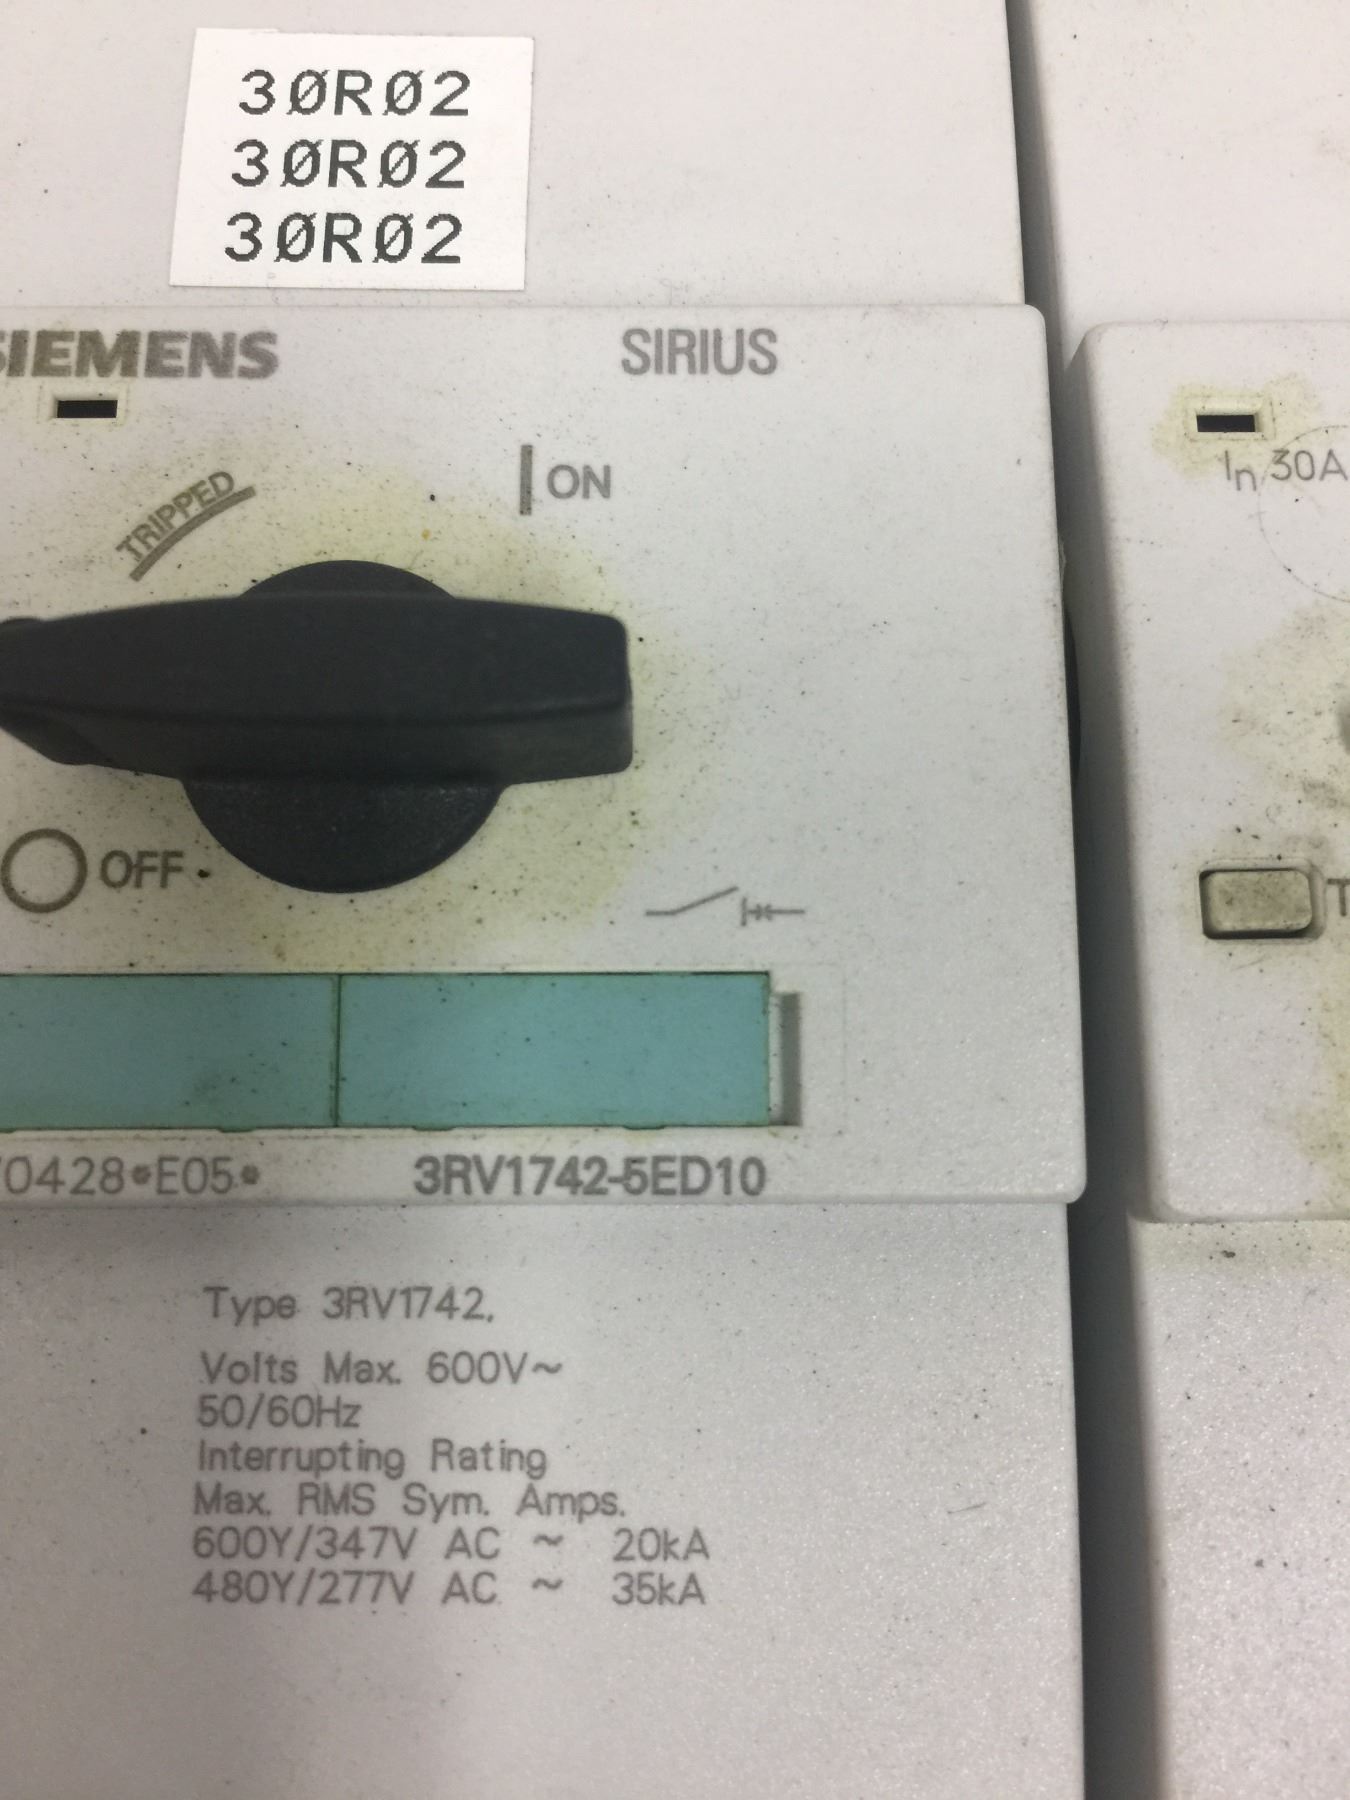 30R02
30R02
30R02
SIEMENS
SIRIUS
TRIPPED
ON
In 30A
OFF
T
0428*E05*
3RV1742-5ED10
Type 3RV1742.
Volts Max. 600V~
50/60Hz
Interrupting Rating
Max. RMS Sym. Amps.
600Y/347V AC ~ 20kA
480Y/277V AC ~ 35kA